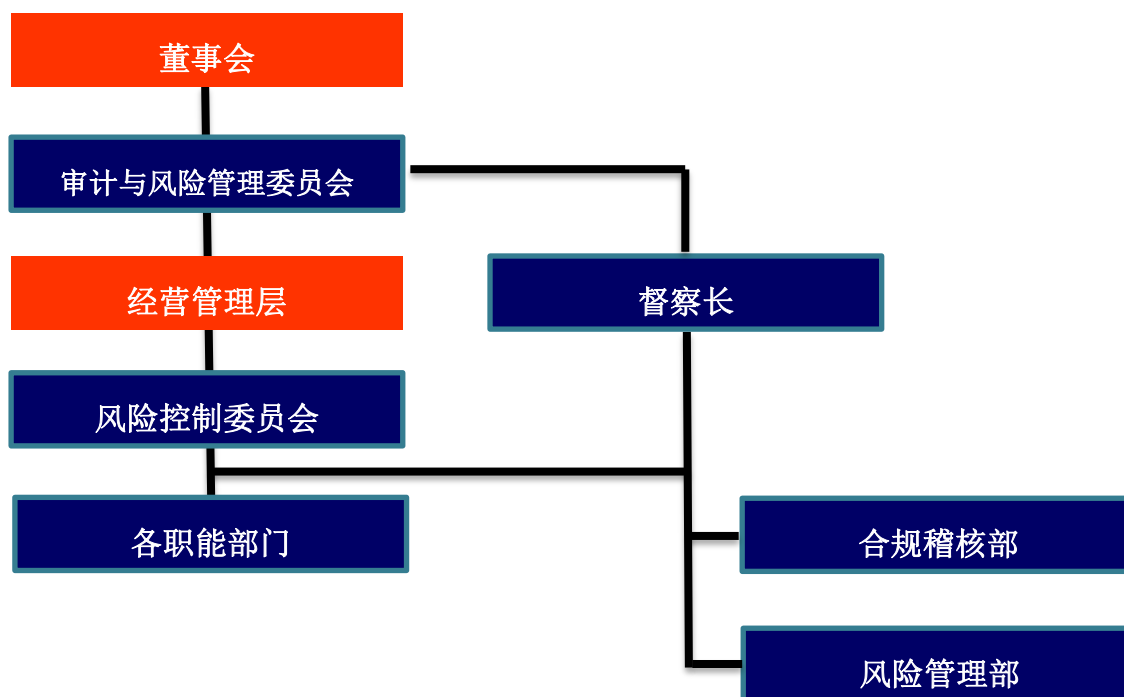 董事会
审计与风险管理委员会
经营管理层
督察长
风险控制委员会
各职能部门
合规稽核部
风险管理部